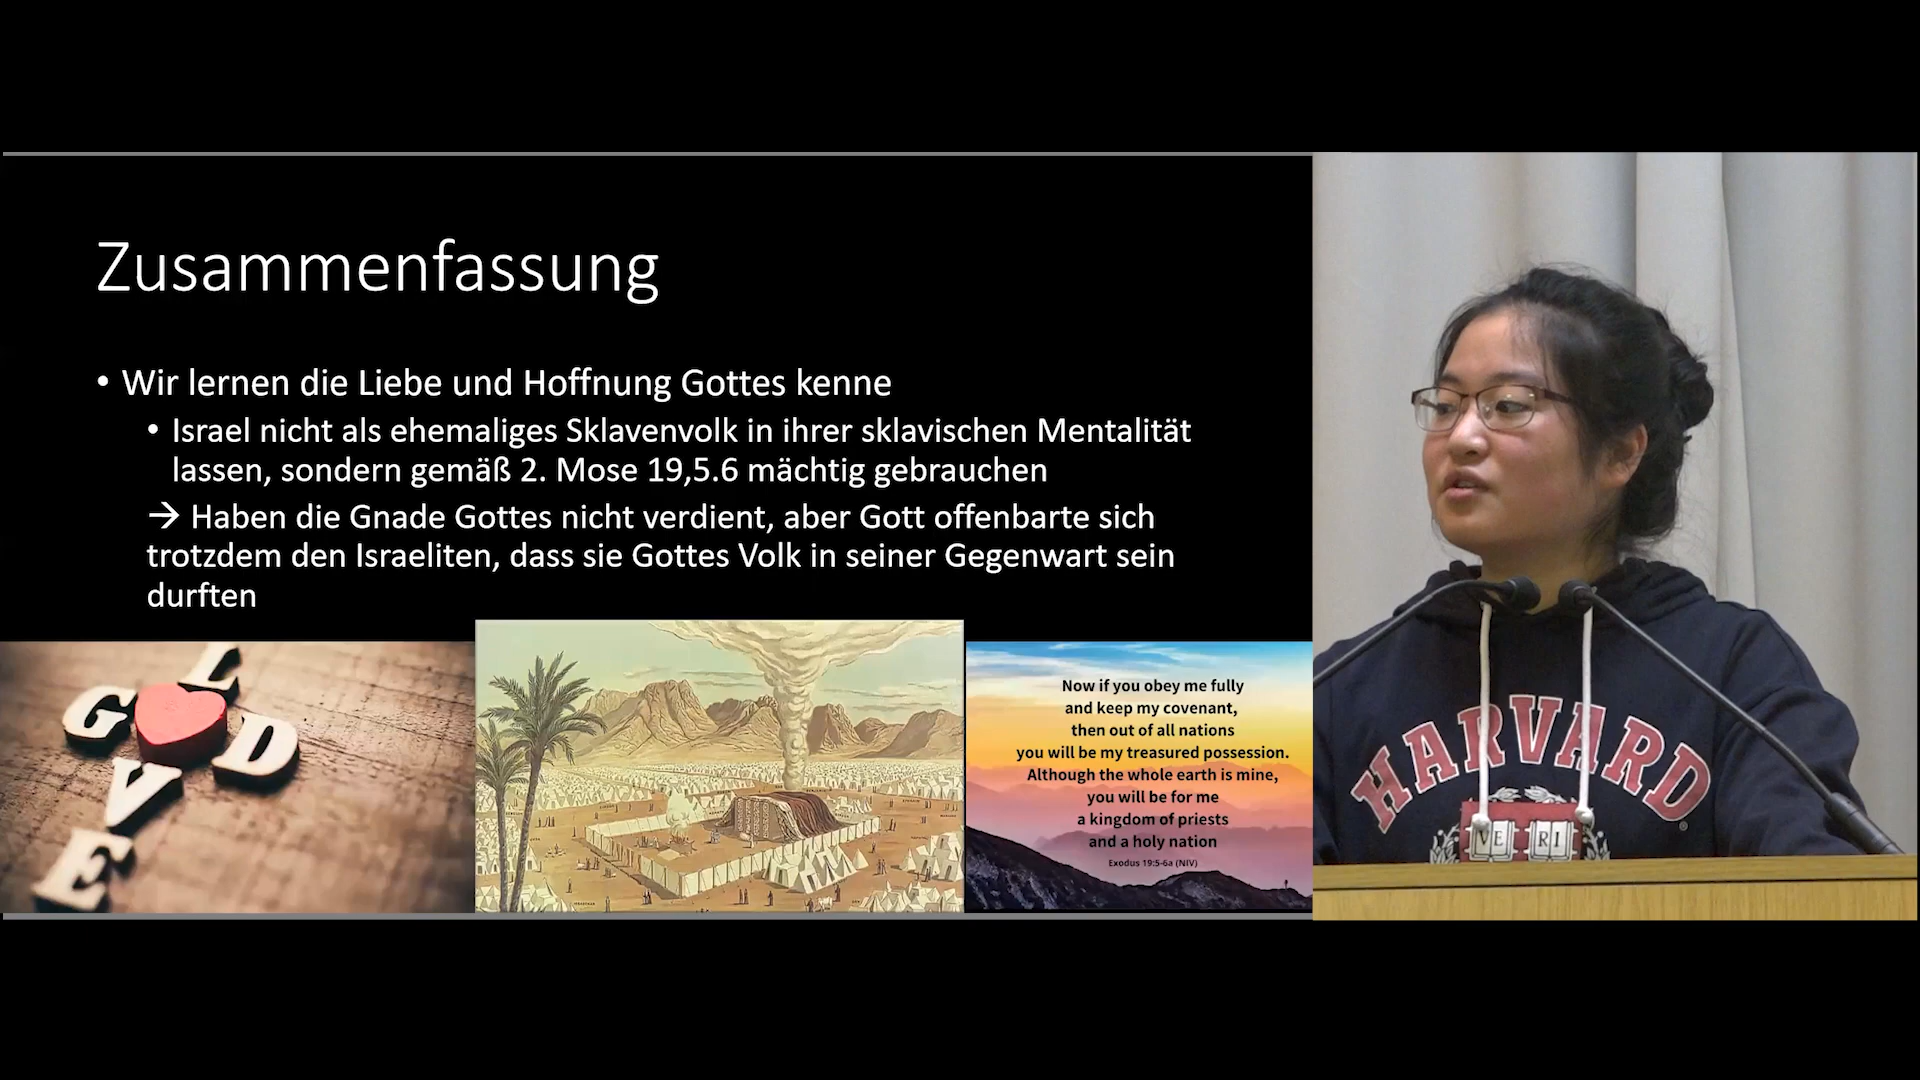 Zusammenfassung
• Wir lernen die Liebe und Hoffnung Gottes kenne
• Israel nicht als ehemaliges Sklavenvolk in ihrer sklavischen Mentalität
lassen, sondern gemäß 2. Mose 19,5.6 mächtig gebrauchen
→ Haben die Gnade Gottes nicht verdient, aber Gott offenbarte sich
trotzdem den Israeliten, dass sie Gottes Volk in seiner Gegenwart sein
durften
L
G D
V
E
Now if you obey me fully
and keep my covenant,
then out of all nations
you will be my treasured possession.
Although the whole earth is mine,
you will be for me
a kingdom of priests
and a holy nation
Exodus 19:5-6a (NIV)
HARVARD
VE RI